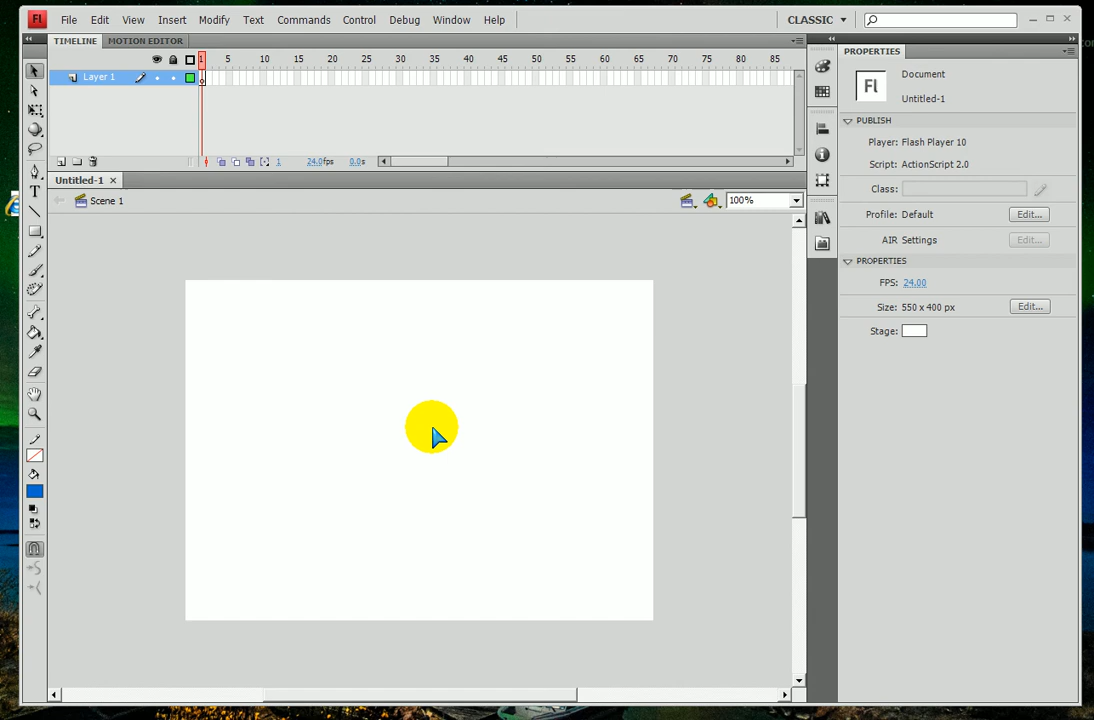 Fl File Edit View Insert Modify Text Commands Control Debug Window Help CLASSIC
TIMELINE MOTION EDITOR
1 5 10 15 20 25 30 35 40 45 50 55 60 65 70 75 80 85
Layer 1
1 24.0fps 0.0s
Untitled-1
Scene 1 100%
T
PROPERTIES
Fl Document
Untitled-1
PUBLISH
Player: Flash Player 10
Script: ActionScript 2.0
Class:
Profile: Default Edit...
AIR Settings Edit...
PROPERTIES
FPS: 24.00
Size: 550 x 400 px Edit...
Stage: